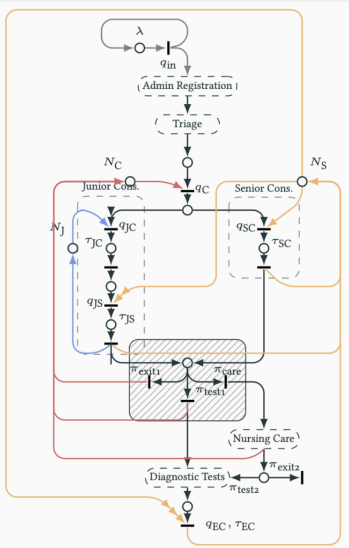 λ
q_in
Admin Registration
Triage
N_C
N_S
q_C
Junior Cons.
Senior Cons.
N_J
q_JC
q_SC
τ_JC
τ_SC
q_JS
τ_JS
π_exit1
π_care
π_test1
Nursing Care
π_exit2
Diagnostic Tests
π_test2
q_EC , τ_EC